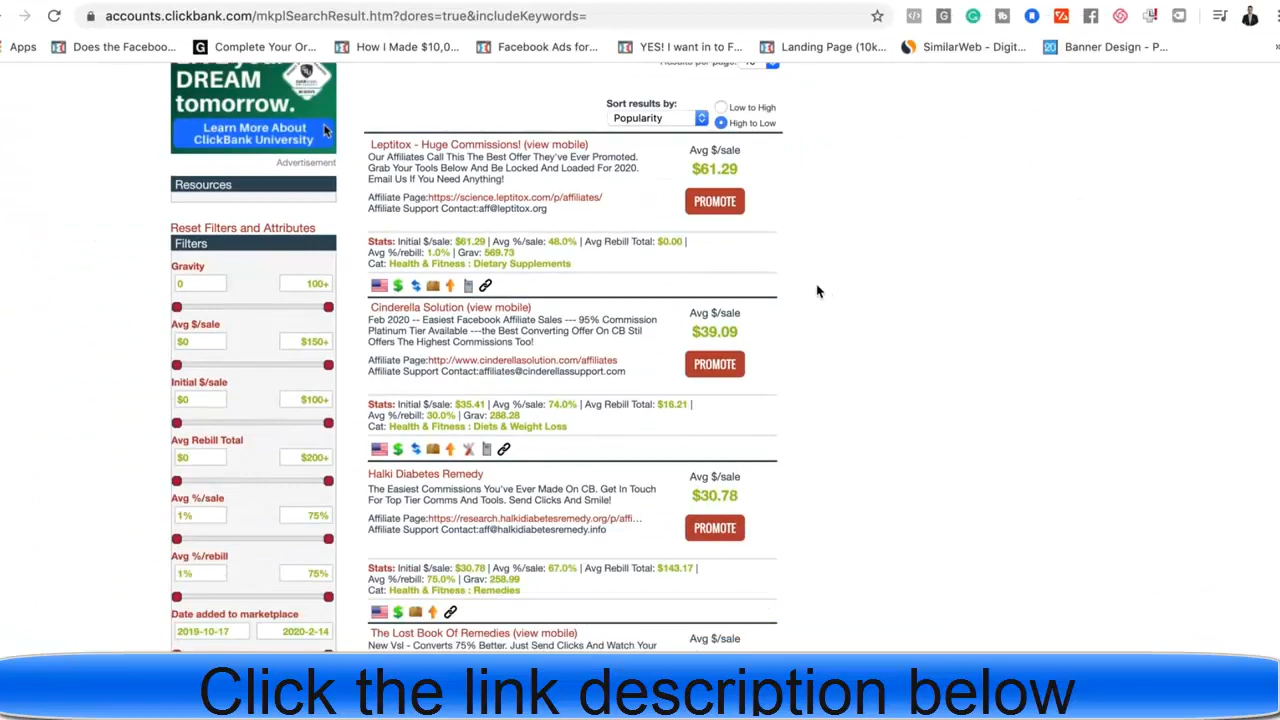 accounts.clickbank.com/mkplSearchResult.htm?dores=true&includeKeywords=
Apps Does the Faceboo... G Complete Your Or... How I Made $10,0... Facebook Ads for... YES! I want in to F... Landing Page (10k... SimilarWeb - Digit... 20 Banner Design - P...
DREAM
tomorrow.
Learn More About
ClickBank University
Advertisement
Resources
Reset Filters and Attributes
Filters
Gravity
0 100+
Avg $/sale
$0 $150+
Initial $/sale
$0 $100+
Avg Rebill Total
$0 $200+
Avg %/sale
1% 75%
Avg %/rebill
1% 75%
Date added to marketplace
2019-10-17 2020-2-14
Results per page:
Sort results by:
Popularity
Low to High
High to Low
Leptitox - Huge Commissions! (view mobile)
Our Affiliates Call This The Best Offer They've Ever Promoted.
Grab Your Tools Below And Be Locked And Loaded For 2020.
Email Us If You Need Anything!
Affiliate Page:https://science.leptitox.com/p/affiliates/
Affiliate Support Contact:aff@leptitox.org
Avg $/sale
$61.29
PROMOTE
Stats: Initial $/sale: $61.29 | Avg %/sale: 48.0% | Avg Rebill Total: $0.00 |
Avg %/rebill: 1.0% | Grav: 569.73
Cat: Health & Fitness : Dietary Supplements
Cinderella Solution (view mobile)
Feb 2020 -- Easiest Facebook Affiliate Sales --- 95% Commission
Platinum Tier Available ---the Best Converting Offer On CB Stil
Offers The Highest Commissions Too!
Affiliate Page:http://www.cinderellasolution.com/affiliates
Affiliate Support Contact:affiliates@cinderellassupport.com
Avg $/sale
$39.09
PROMOTE
Stats: Initial $/sale: $35.41 | Avg %/sale: 74.0% | Avg Rebill Total: $16.21 |
Avg %/rebill: 30.0% | Grav: 288.28
Cat: Health & Fitness : Diets & Weight Loss
Halki Diabetes Remedy
The Easiest Commissions You've Ever Made On CB. Get In Touch
For Top Tier Comms And Tools. Send Clicks And Smile!
Affiliate Page:https://research.halkidiabetesremedy.org/p/affi...
Affiliate Support Contact:aff@halkidiabetesremedy.info
Avg $/sale
$30.78
PROMOTE
Stats: Initial $/sale: $30.78 | Avg %/sale: 67.0% | Avg Rebill Total: $143.17 |
Avg %/rebill: 75.0% | Grav: 258.99
Cat: Health & Fitness : Remedies
The Lost Book Of Remedies (view mobile)
New Vsl - Converts 75% Better. Just Send Clicks And Watch Your
Avg $/sale
Click the link description below